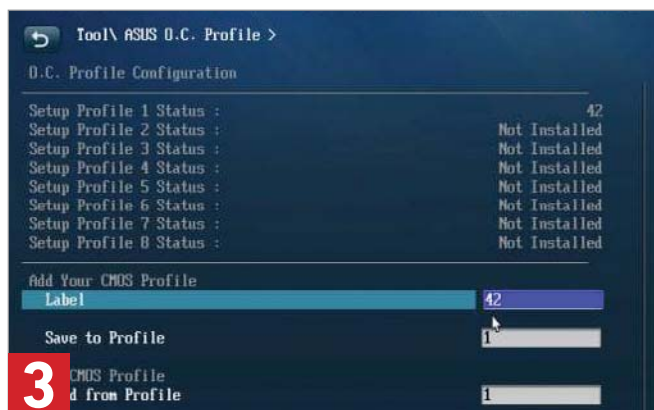 Tool\ ASUS O.C. Profile >
O.C. Profile Configuration
Setup Profile 1 Status : 42
Setup Profile 2 Status : Not Installed
Setup Profile 3 Status : Not Installed
Setup Profile 4 Status : Not Installed
Setup Profile 5 Status : Not Installed
Setup Profile 6 Status : Not Installed
Setup Profile 7 Status : Not Installed
Setup Profile 8 Status : Not Installed
Add Your CMOS Profile
Label 42
Save to Profile 1
CMOS Profile
from Profile 1
3